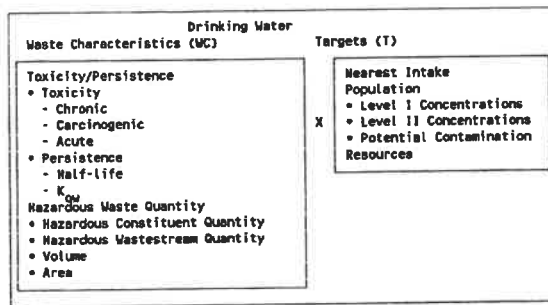 Drinking Water
Waste Characteristics (WC)
Targets (T)
Toxicity/Persistence
• Toxicity
- Chronic
- Carcinogenic
- Acute
• Persistence
- Half-life
- Kow
Hazardous Waste Quantity
• Hazardous Constituent Quantity
• Hazardous Wastestream Quantity
• Volume
• Area
X
Nearest Intake
Population
• Level I Concentrations
• Level II Concentrations
• Potential Contamination
Resources